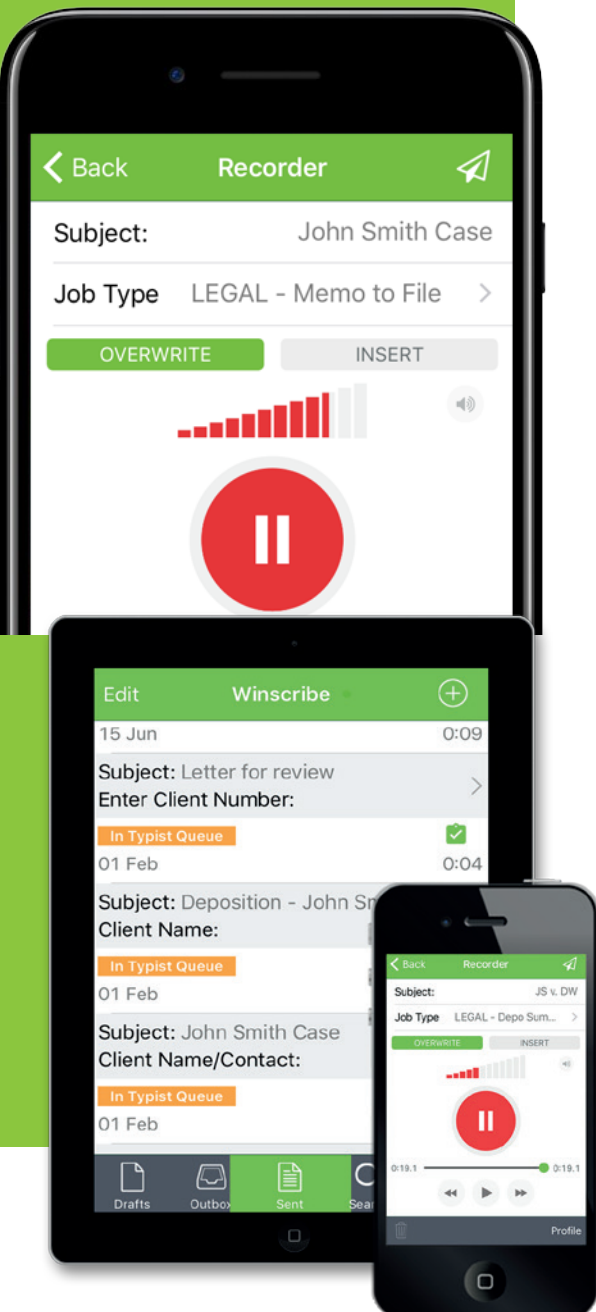 Back Recorder
Subject: John Smith Case
Job Type LEGAL - Memo to File
OVERWRITE INSERT
Edit Winscribe
15 Jun 0:09
Subject: Letter for review
Enter Client Number:
In Typist Queue
01 Feb 0:04
Subject: Deposition - John
Client Name:
In Typist Queue
01 Feb
Subject: John Smith Case
Client Name/Contact:
In Typist Queue
01 Feb
Drafts Sent
Back Recorder
Subject: JS v. DW
Job Type LEGAL - Depo Sum...
OVERWRITE INSERT
0:19.1 0:19.1
Profile